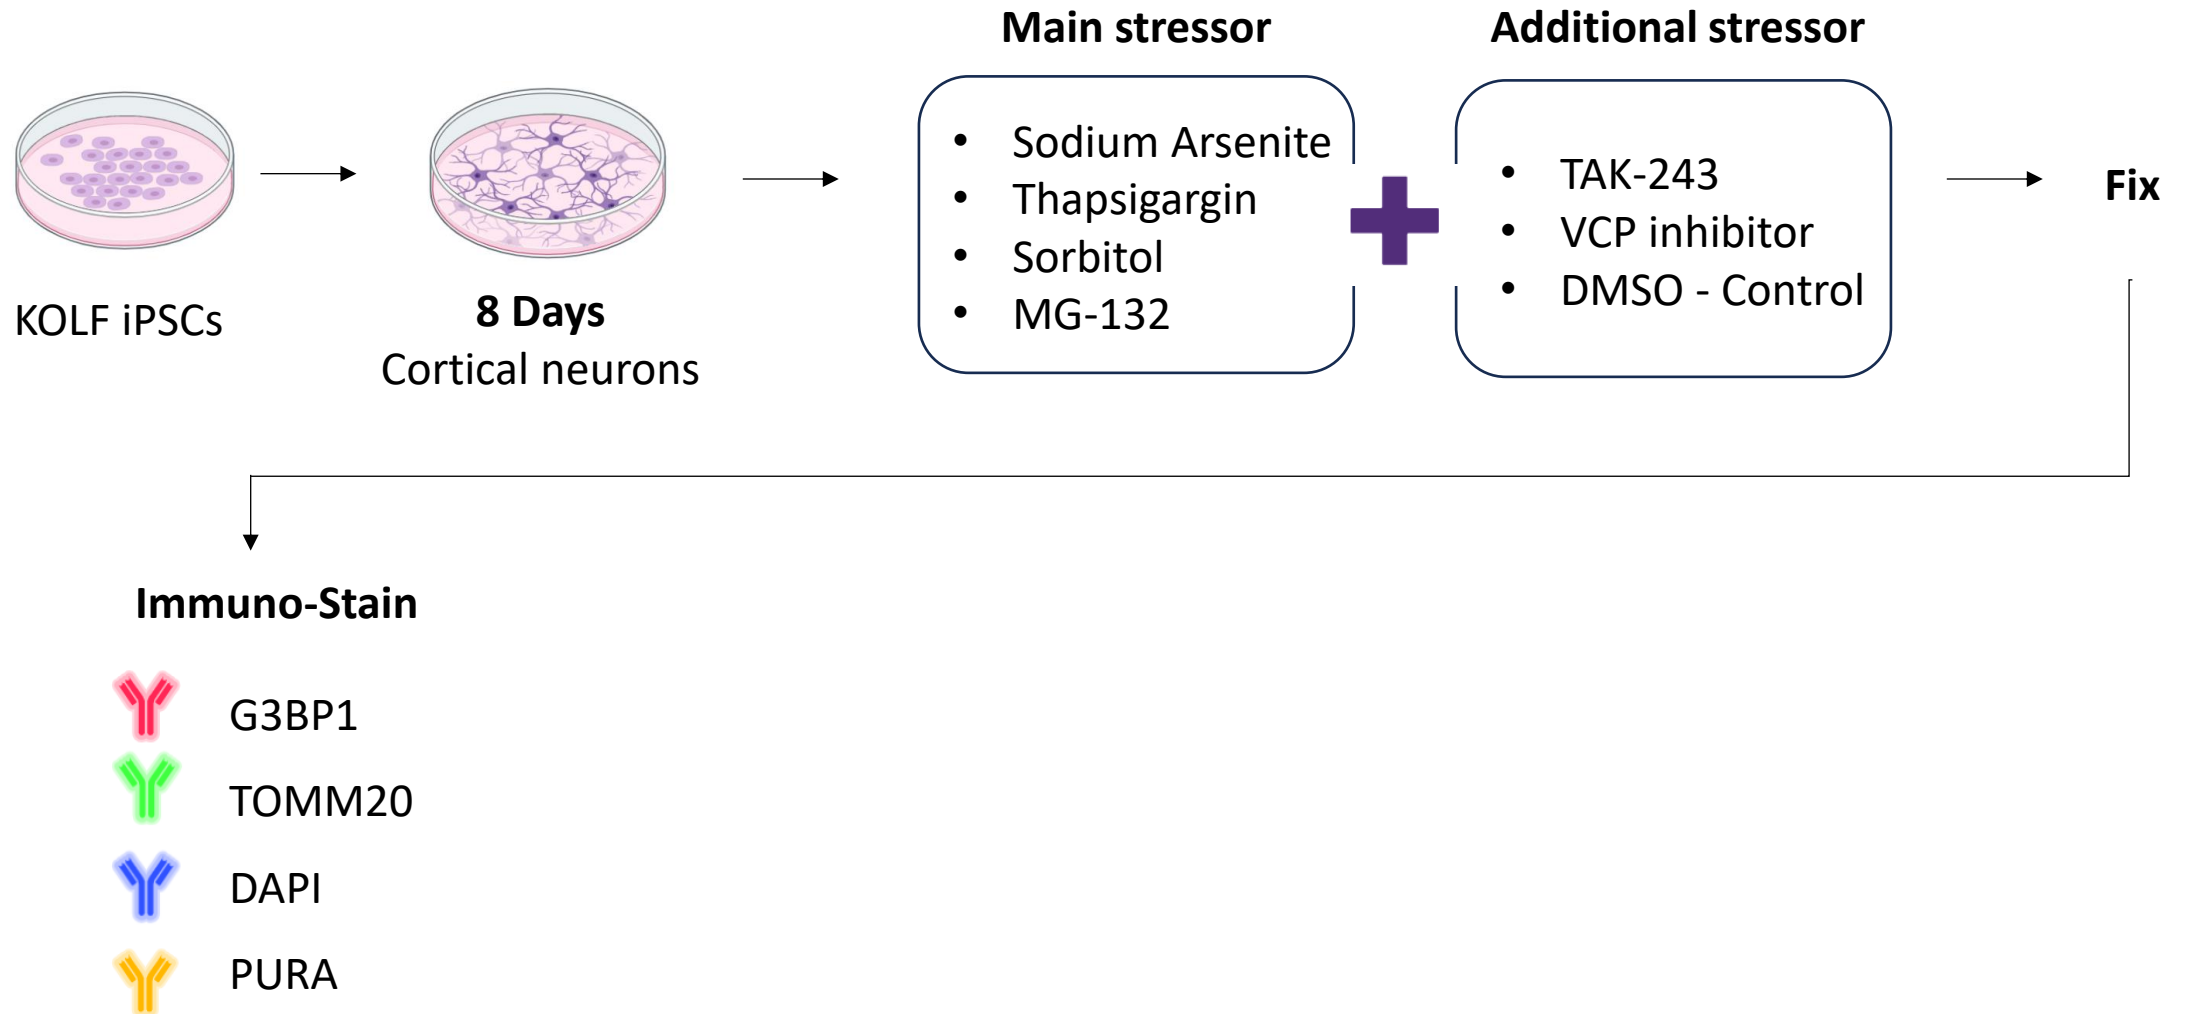 Main stressor
Additional stressor
• Sodium Arsenite
• Thapsigargin
• Sorbitol
• MG-132
• TAK-243
• VCP inhibitor
• DMSO - Control
Fix
KOLF iPSCs
8 Days
Cortical neurons
Immuno-Stain
G3BP1
TOMM20
DAPI
PURA